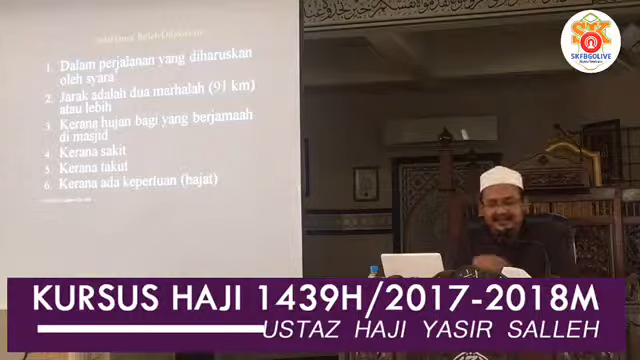 1. Dalam perjalanan yang diharuskan
oleh syara'
2. Jarak adalah dua marhalah (91 km)
atau lebih
3. Kerana hujan bagi yang berjamaah
di masjid
4. Kerana sakit
5. Kerana takut
6. Kerana ada keperluan (hajat)
STK
SKFBGOLIVE
KURSUS HAJI 1439H/2017-2018M
USTAZ HAJI YASIR SALLEH